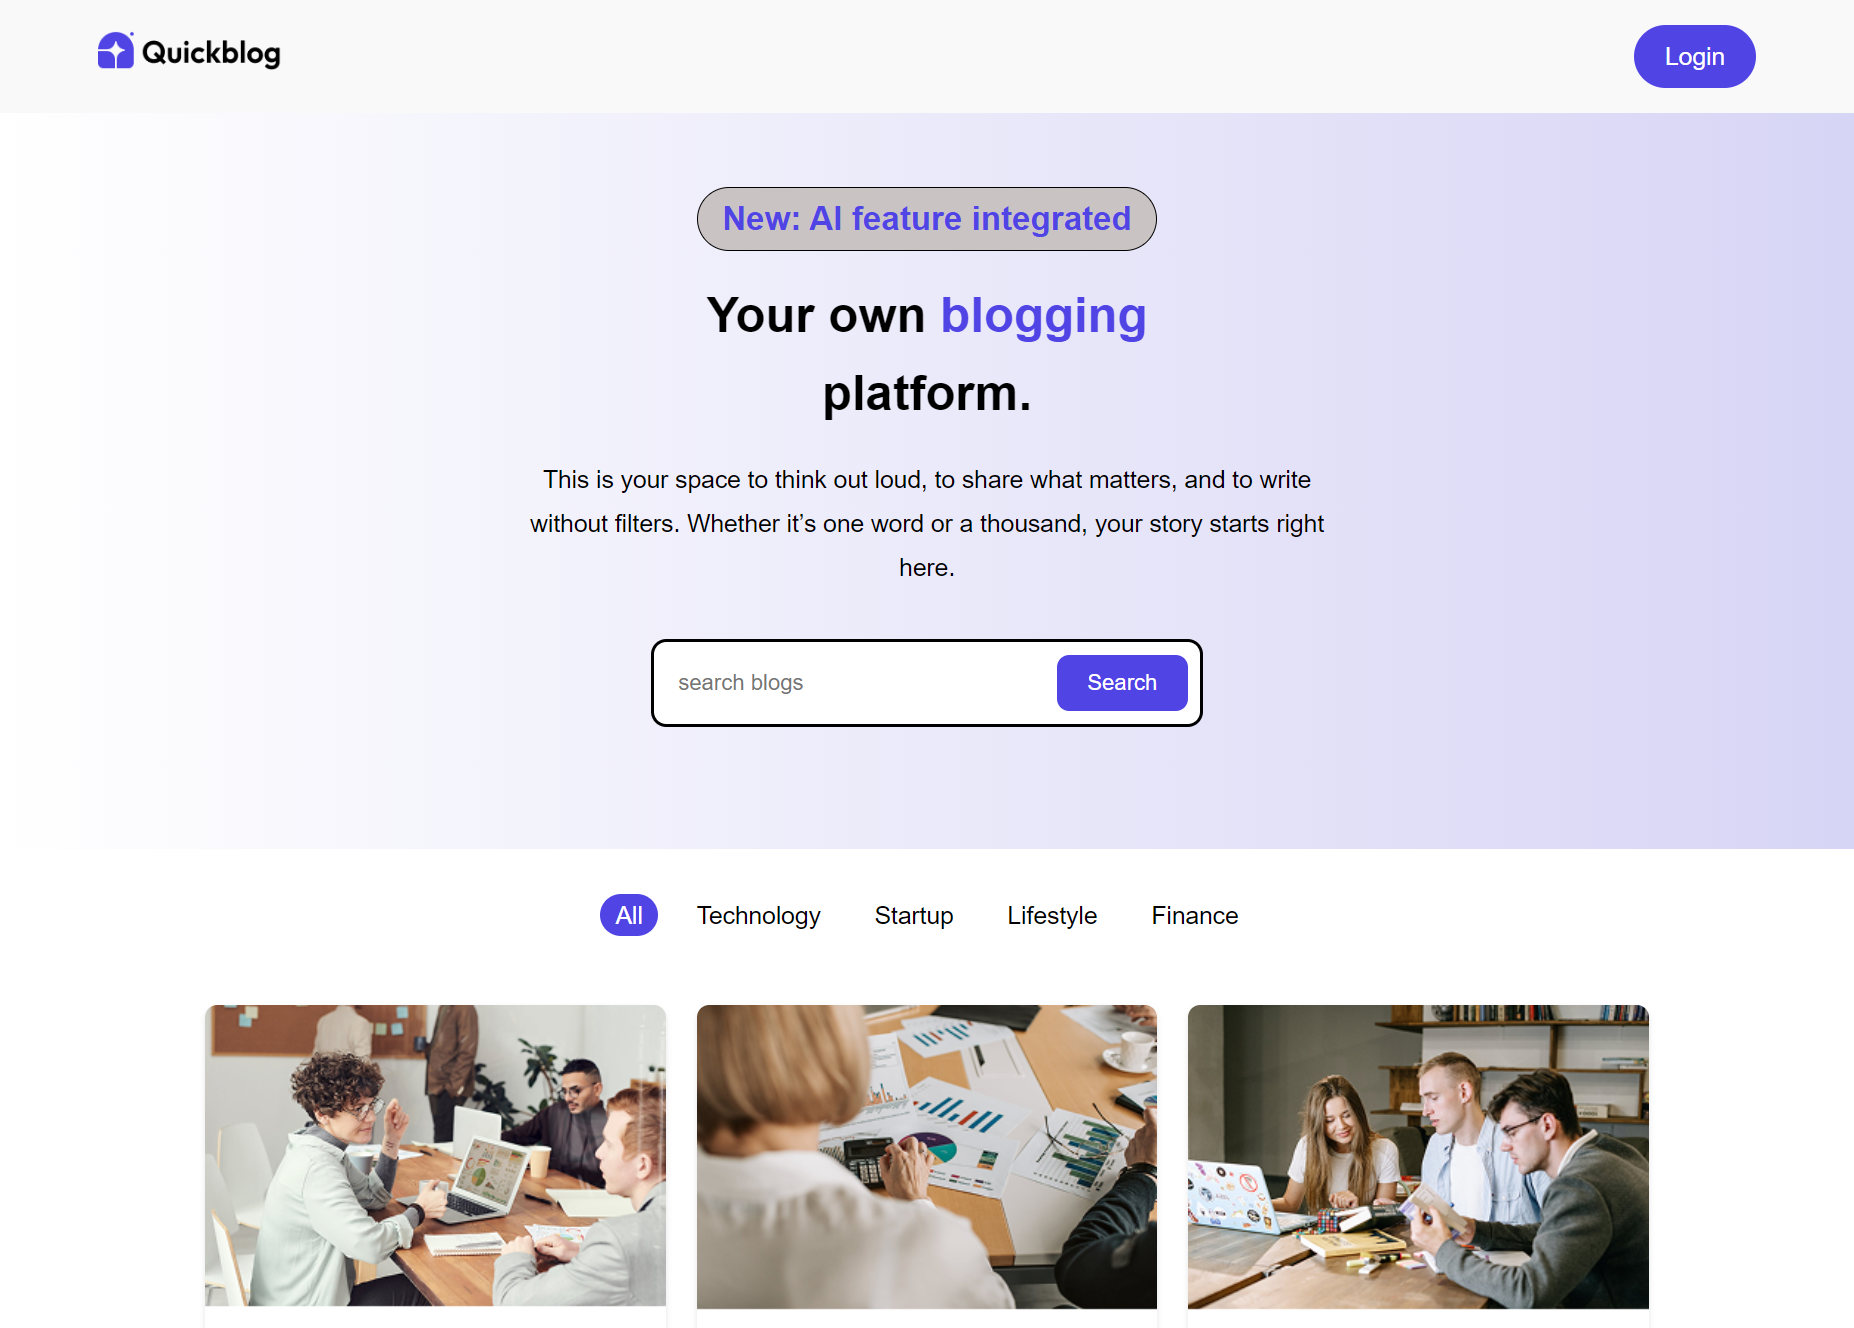 Quickblog
Login
New: AI feature integrated
Your own blogging
platform.
This is your space to think out loud, to share what matters, and to write
without filters. Whether it’s one word or a thousand, your story starts right
here.
search blogs
Search
All
Technology
Startup
Lifestyle
Finance